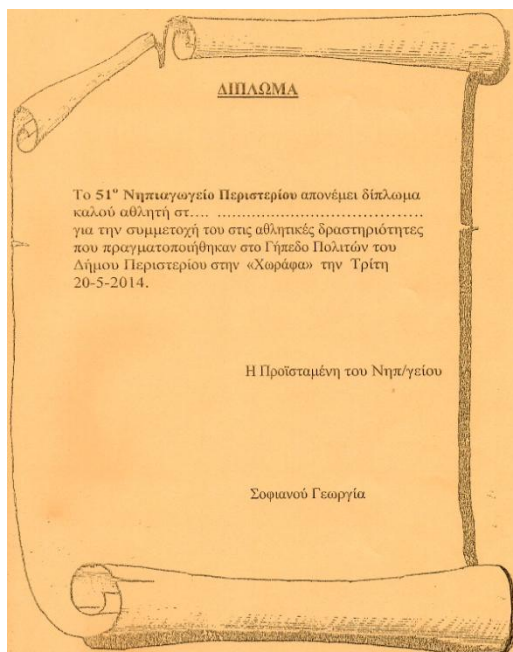 ΔΙΠΛΩΜΑ
Το 51º Νηπιαγωγείο Περιστερίου απονέμει δίπλωμα
καλού αθλητή στ.... ......................................
για την συμμετοχή του στις αθλητικές δραστηριότητες
που πραγματοποιήθηκαν στο Γήπεδο Πολιτών του
Δήμου Περιστερίου στην «Χωράφα» την Τρίτη
20-5-2014.
Η Προϊσταμένη του Νηπ/γείου
Σοφιανού Γεωργία